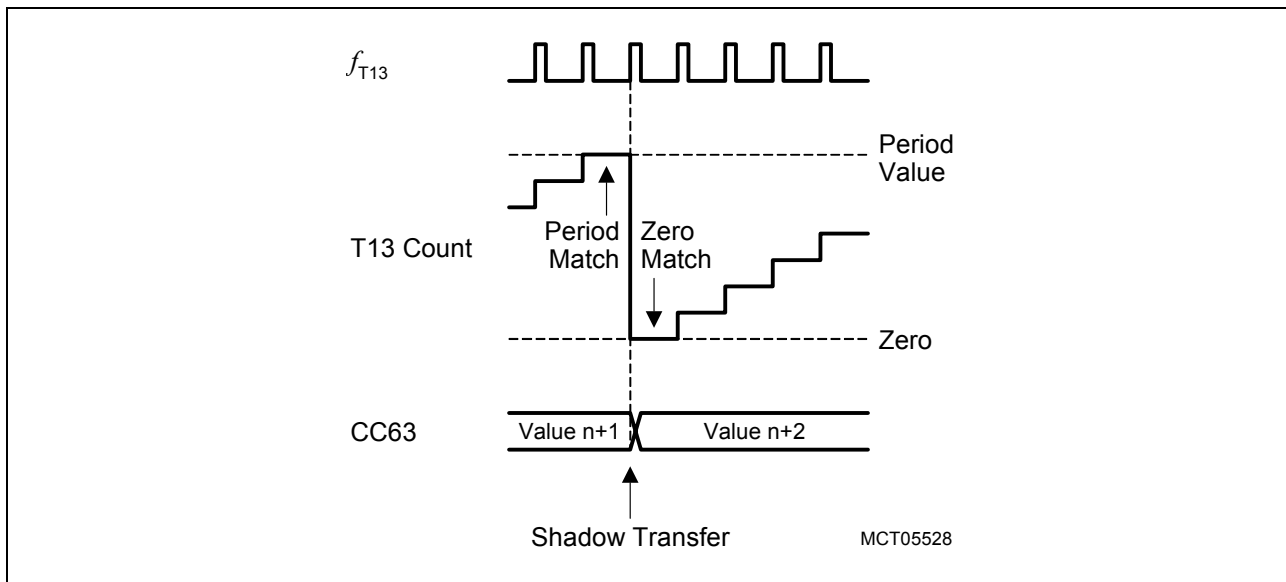 fT13
Period
Value
T13 Count
Period
Match
Zero
Match
Zero
CC63
Value n+1
Value n+2
Shadow Transfer
MCT05528